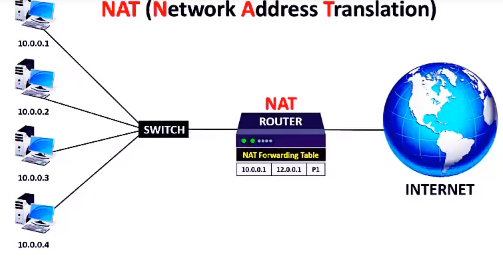 NAT (Network Address Translation)
10.0.0.1
10.0.0.2
10.0.0.3
10.0.0.4
SWITCH
NAT
ROUTER
NAT Forwarding Table
10.0.0.1 12.0.0.1 P1
INTERNET